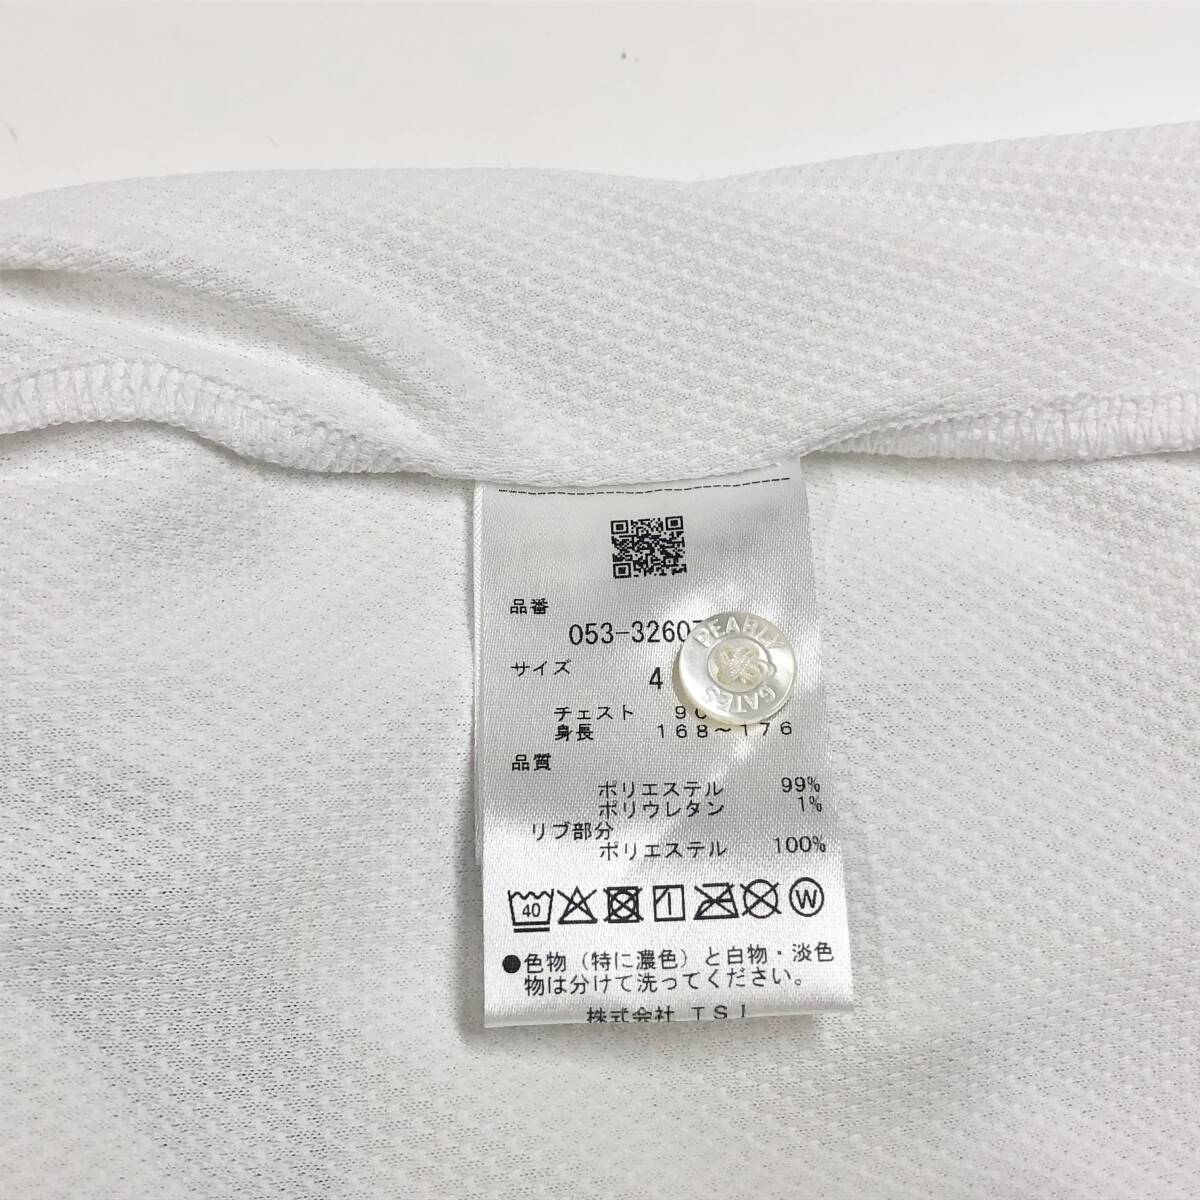 品番
053-3260
サイズ
4
PEARLY
GATES
チェスト 9
身長 168~176
品質
ポリエステル 99%
ポリウレタン 1%
リブ部分
ポリエステル 100%
40
W
●色物（特に濃色）と白物・淡色
物は分けて洗ってください。
株式会社 TSI